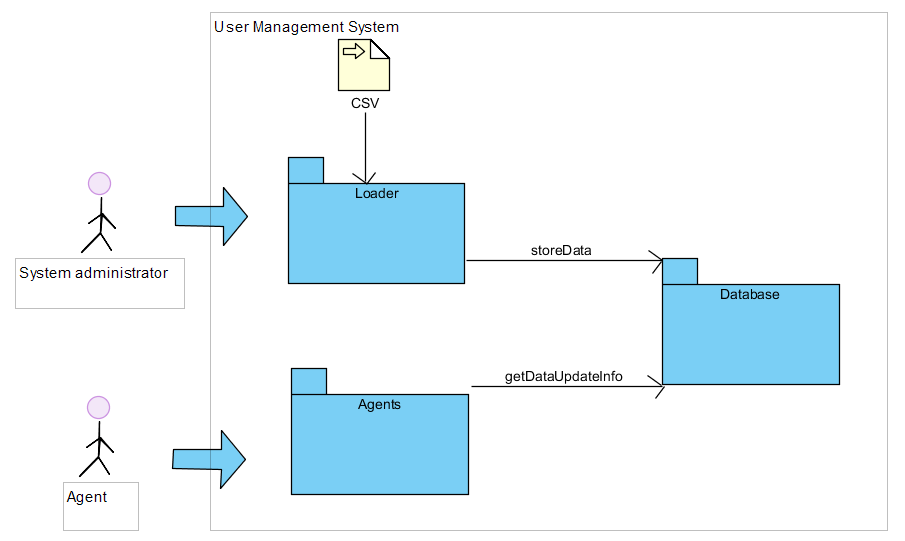 User Management System
CSV
Loader
System administrator
storeData
Database
getDataUpdateInfo
Agents
Agent